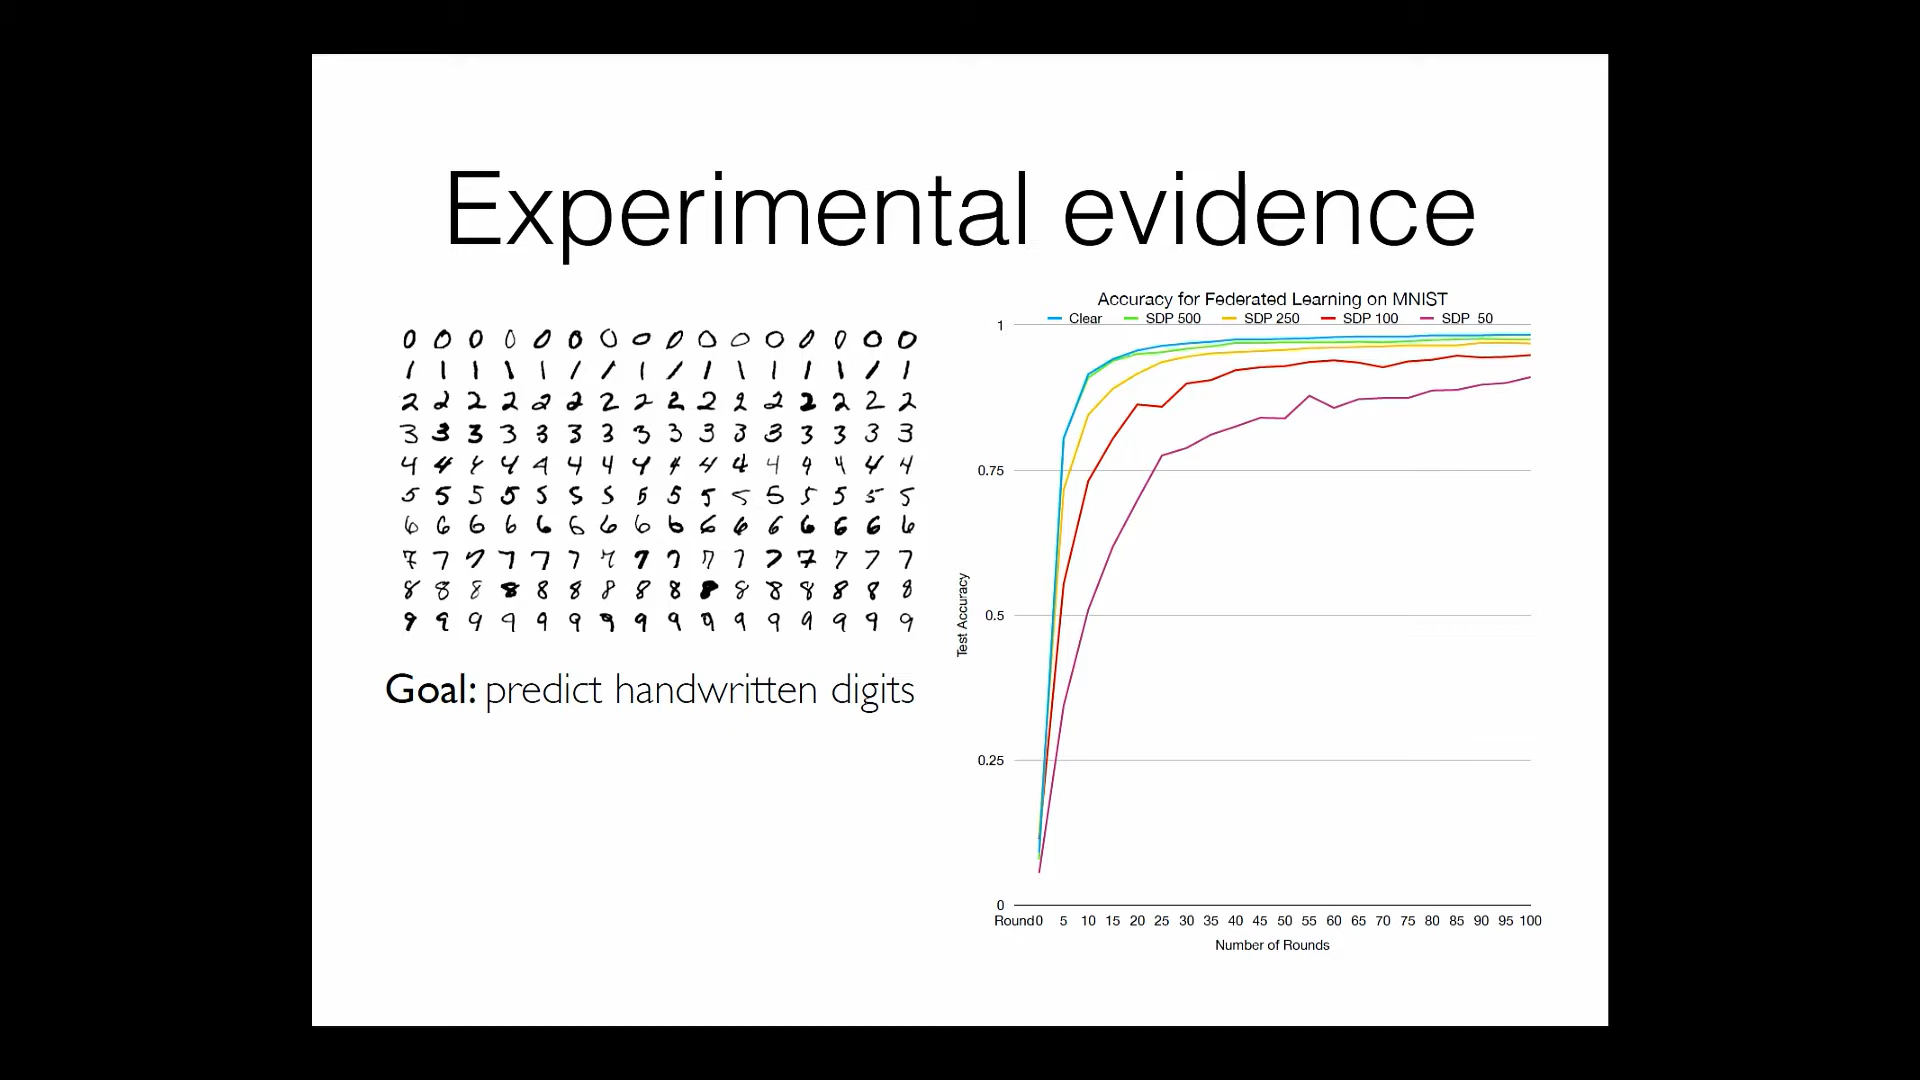 Experimental evidence
0 0 0 0 0 0 0 0 0 0 0 0 0 0 0 0
1 1 1 1 1 1 1 1 1 1 1 1 1 1 1 1
2 2 2 2 2 2 2 2 2 2 2 2 2 2 2 2
3 3 3 3 3 3 3 3 3 3 3 3 3 3 3 3
4 4 4 4 4 4 4 4 4 4 4 4 4 4 4 4
5 5 5 5 5 5 5 5 5 5 5 5 5 5 5 5
6 6 6 6 6 6 6 6 6 6 6 6 6 6 6 6
7 7 7 7 7 7 7 7 7 7 7 7 7 7 7 7
8 8 8 8 8 8 8 8 8 8 8 8 8 8 8 8
9 9 9 9 9 9 9 9 9 9 9 9 9 9 9 9
Goal: predict handwritten digits
Accuracy for Federated Learning on MNIST
Clear SDP 500 SDP 250 SDP 100 SDP 50
1
0.75
0.5
0.25
0
Test Accuracy
Round0 5 10 15 20 25 30 35 40 45 50 55 60 65 70 75 80 85 90 95 100
Number of Rounds